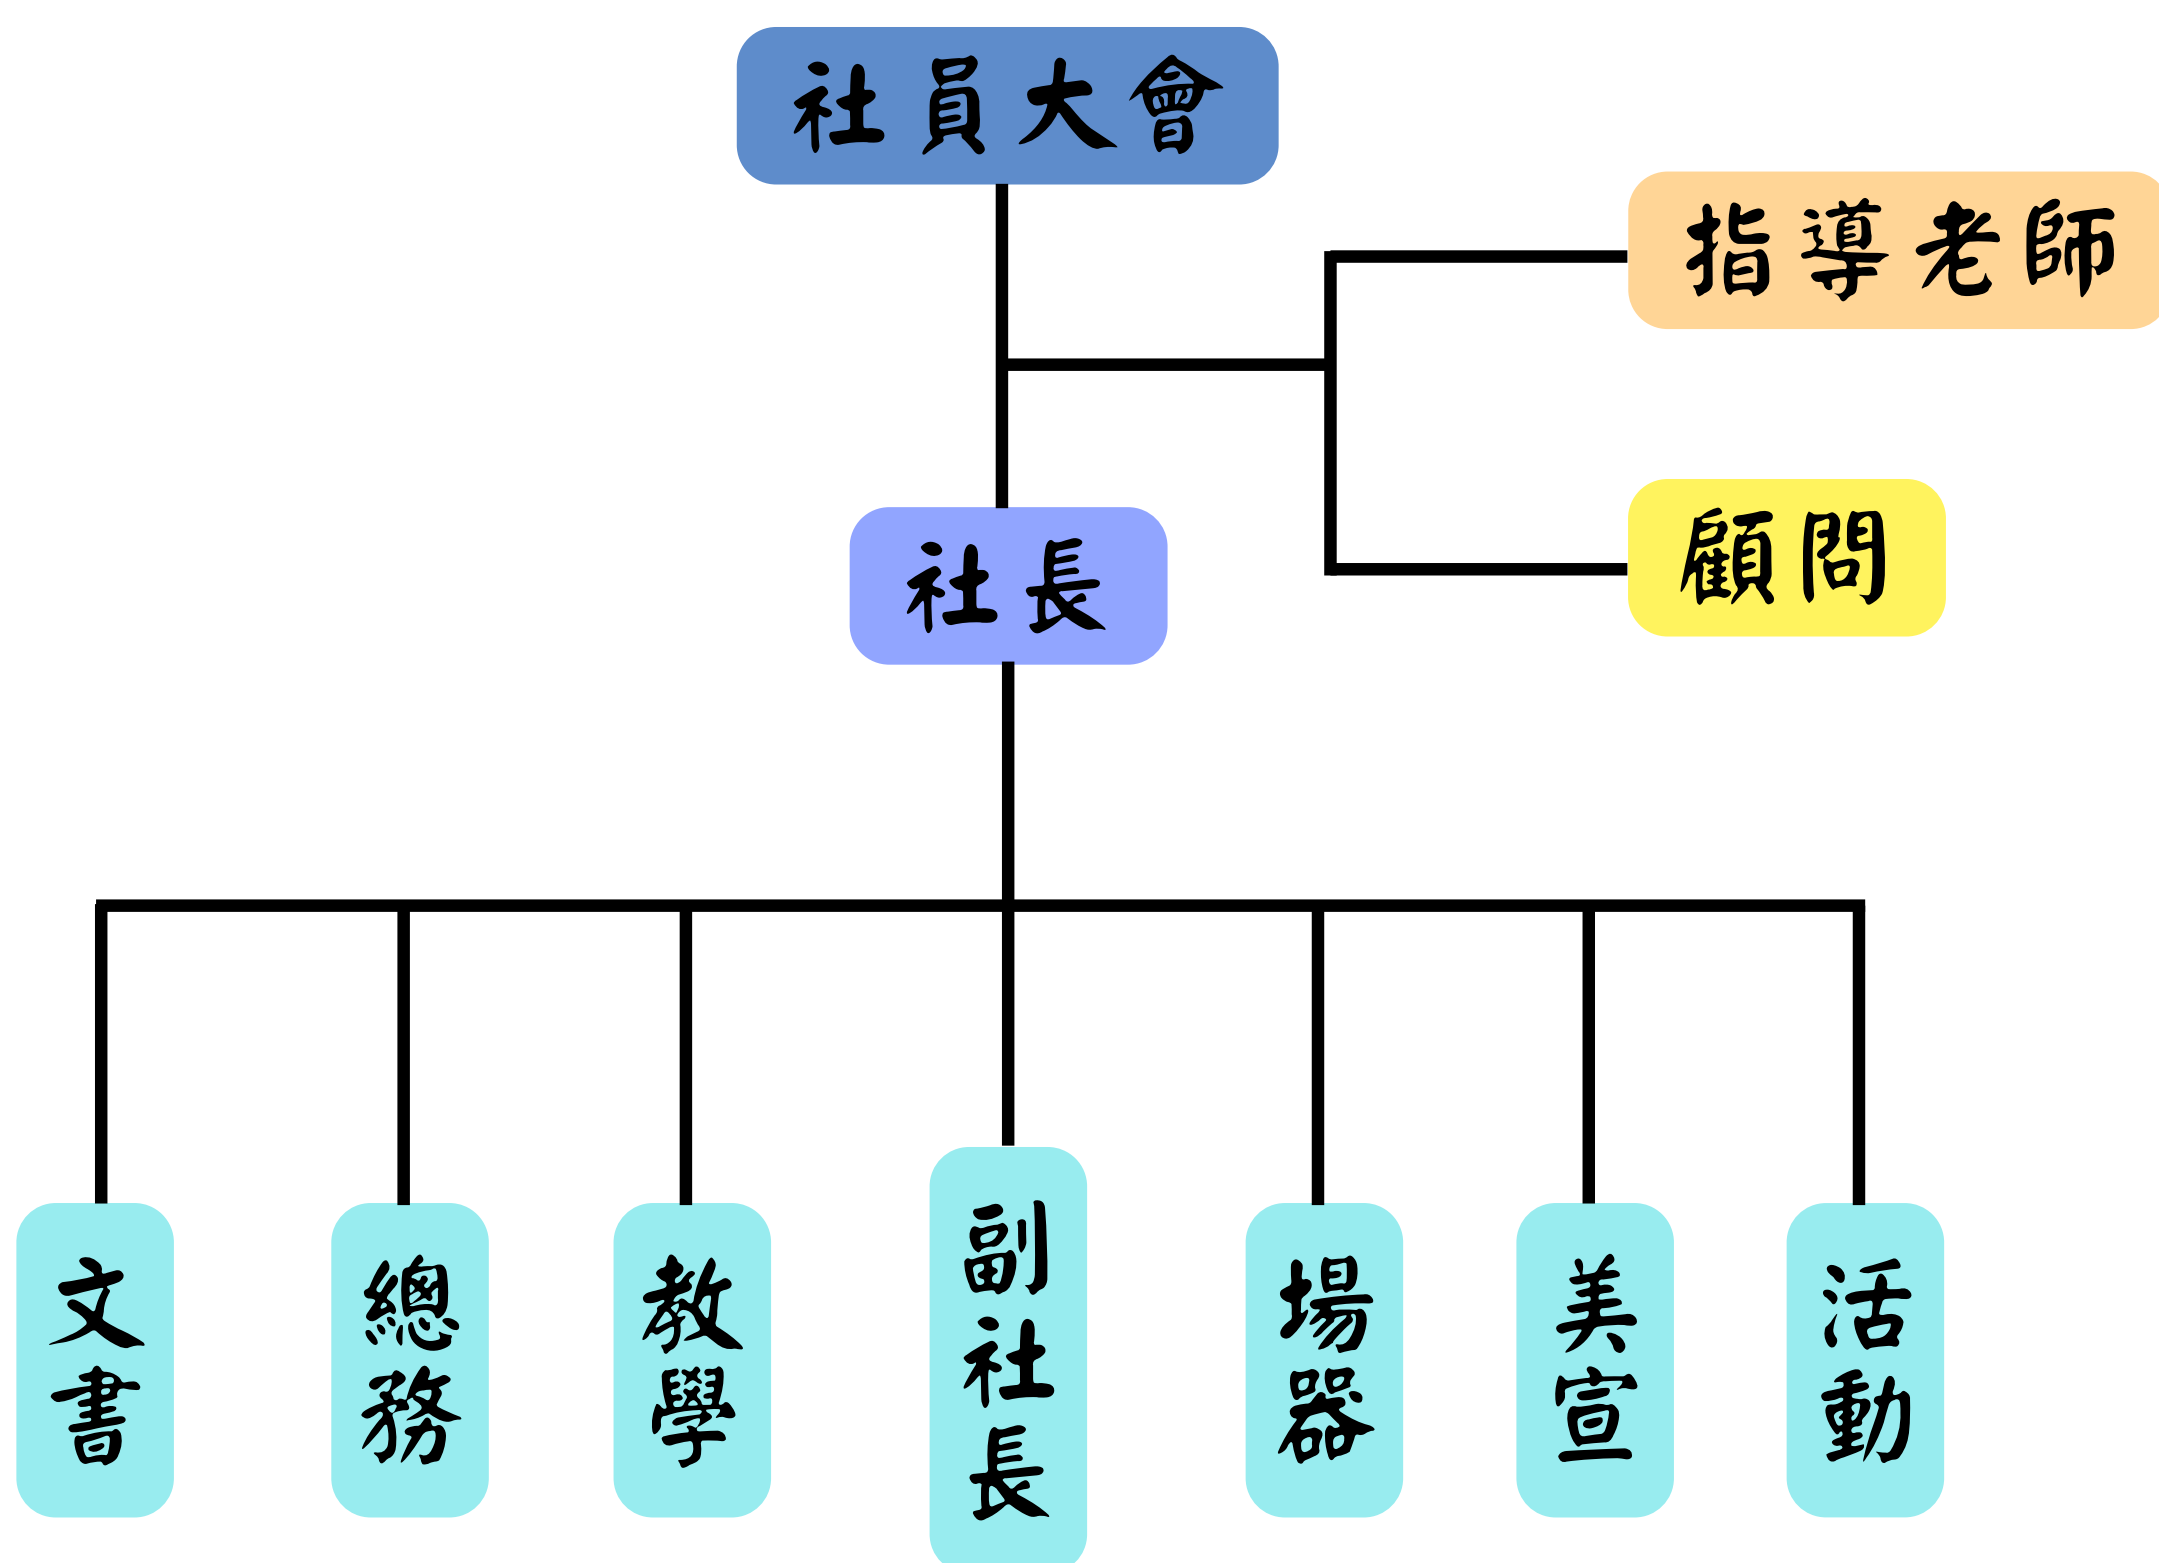 社員大會
指導老師
社長
顧問
文書
總務
教學
副社長
場器
美宣
活動